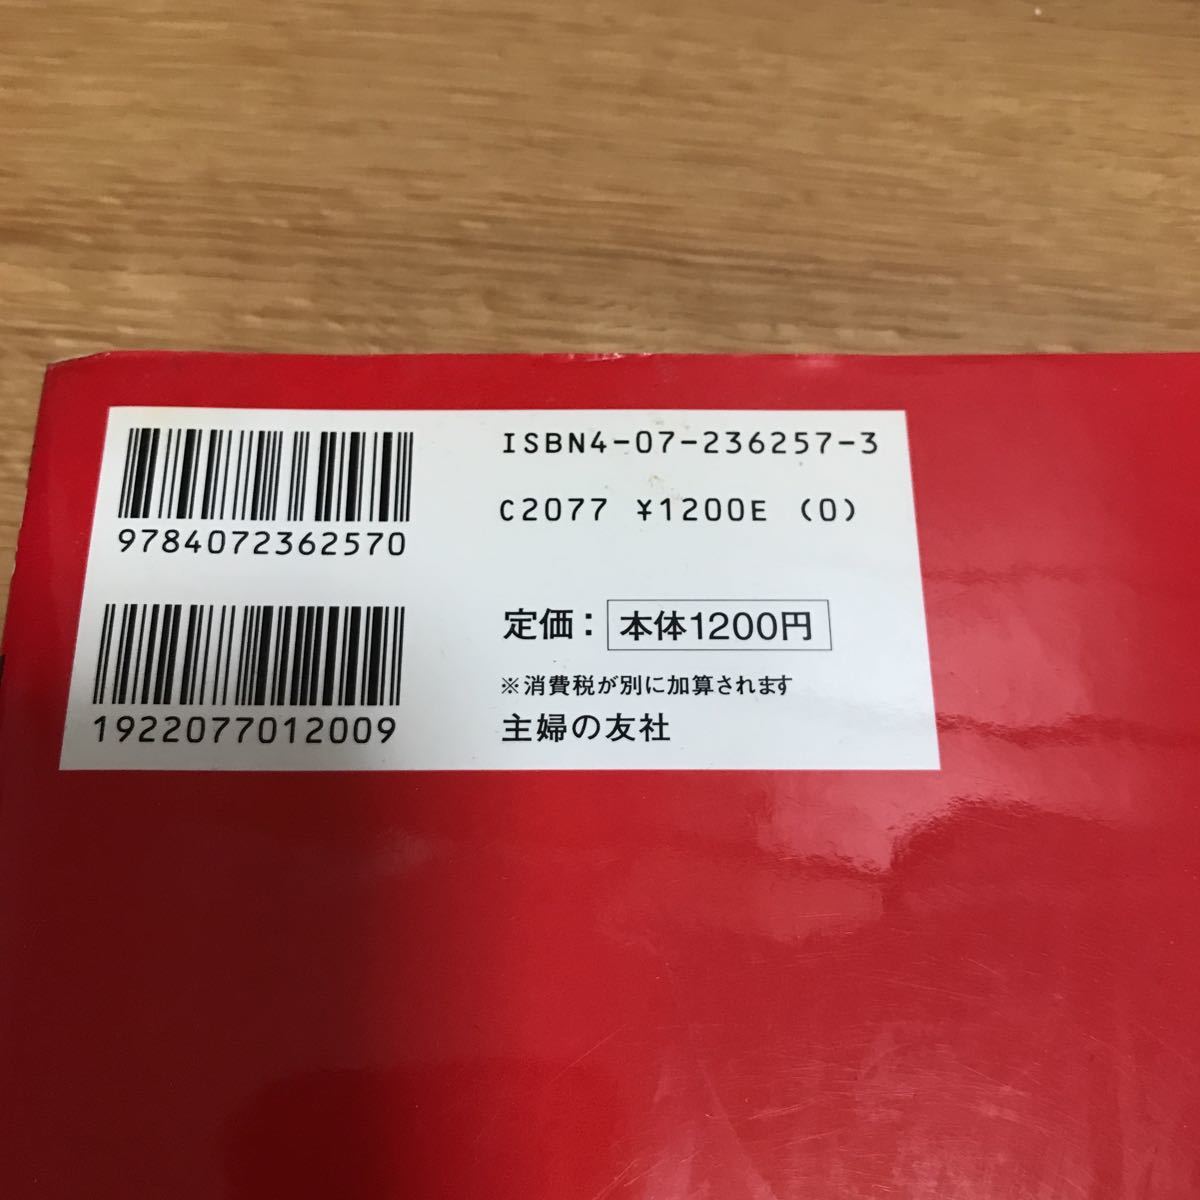 9784072362570
1922077012009
ISBN4-07-236257-3
C2077 ¥1200E (0)
定価： 本体1200円
※消費税が別に加算されます
主婦の友社